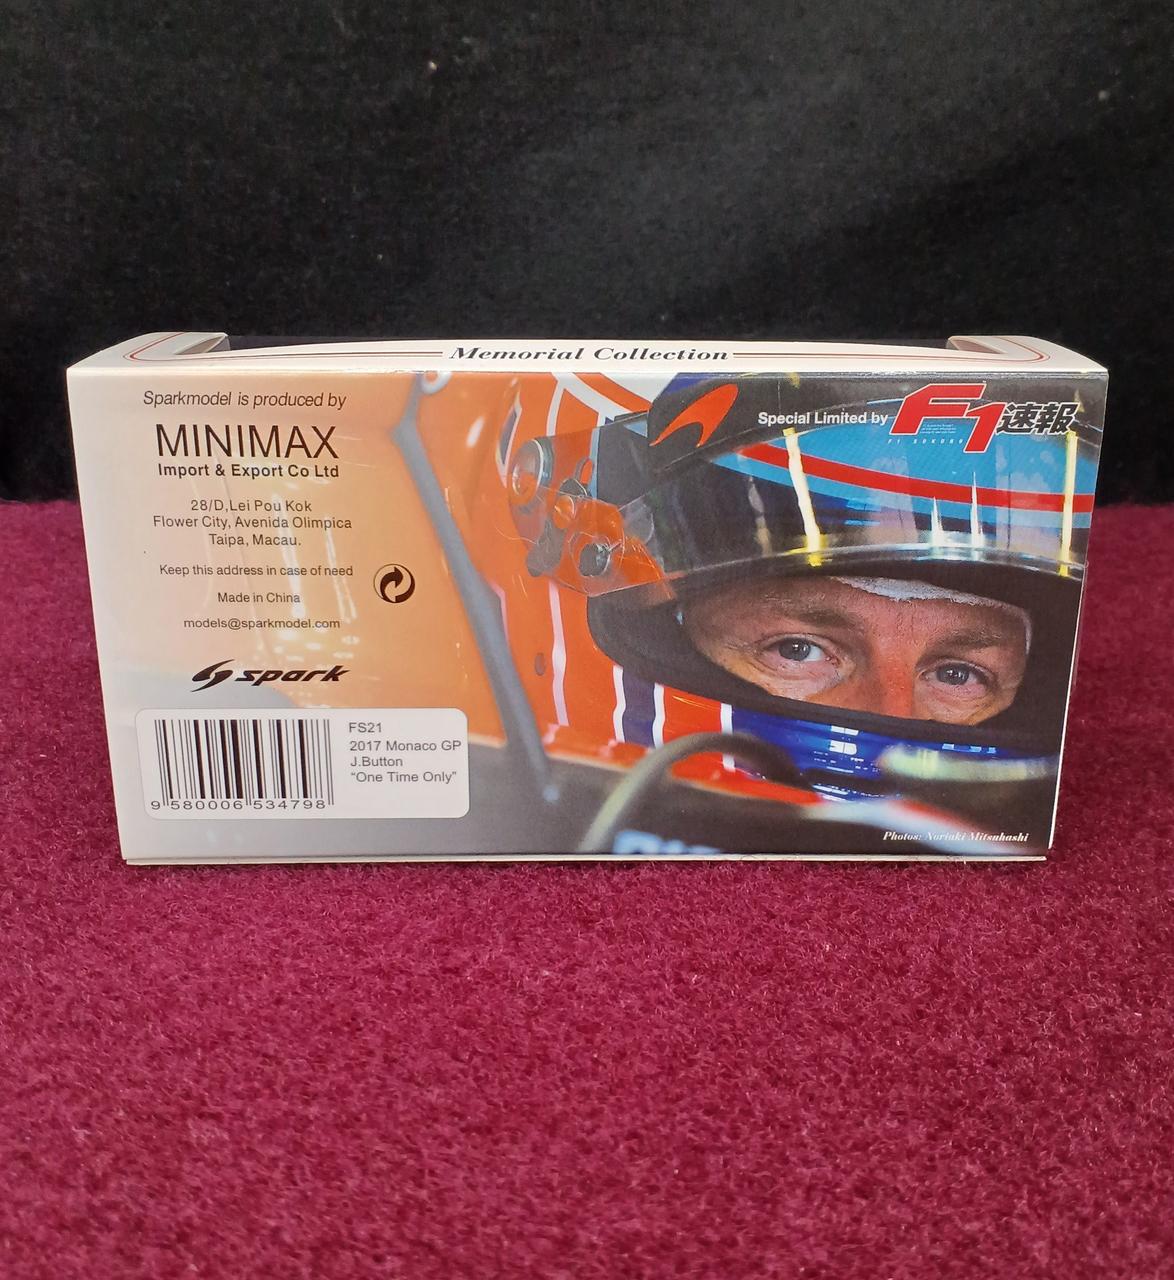 Memorial Collection
Sparkmodel is produced by
MINIMAX
Import & Export Co Ltd
28/D,Lei Pou Kok
Flower City, Avenida Olimpica
Taipa, Macau.
Keep this address in case of need
Made in China
models@sparkmodel.com
spark
FS21
2017 Monaco GP
J.Button
“One Time Only”
9 580006 534798
Special Limited by F1速報
F1 SOKUHO
Photos: Noriaki Mitsuhashi